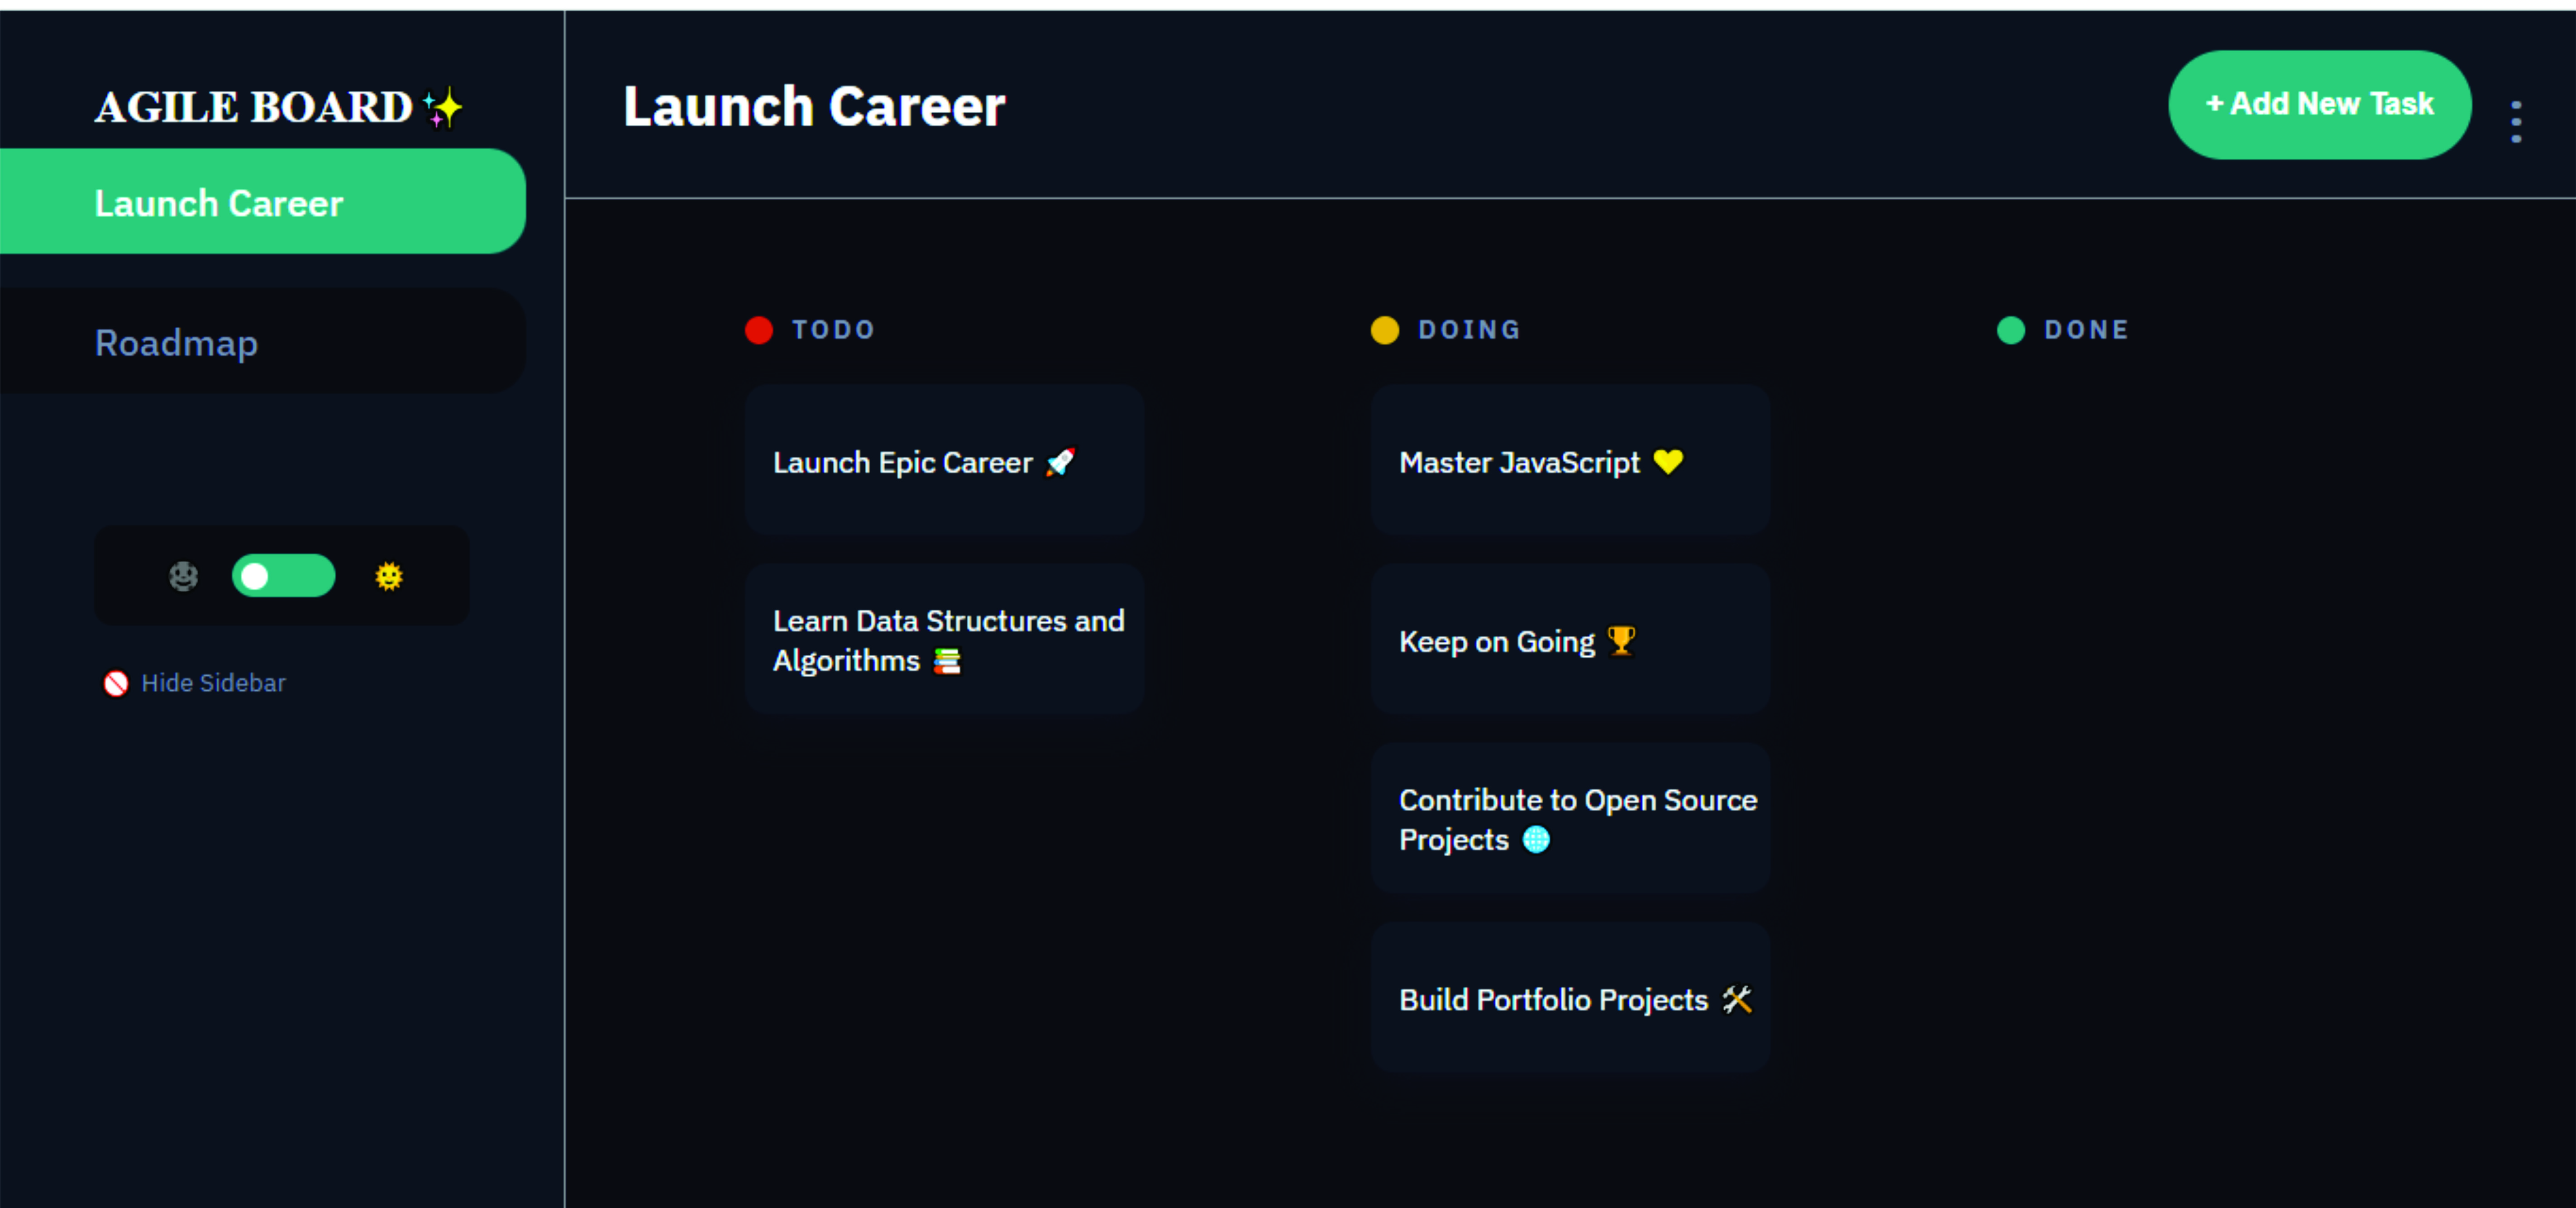 AGILE BOARD
Launch Career
Roadmap
Hide Sidebar
Launch Career
+ Add New Task
TODO
Launch Epic Career 🚀
Learn Data Structures and
Algorithms 📚
DOING
Master JavaScript 💛
Keep on Going 🏆
Contribute to Open Source
Projects 🌐
Build Portfolio Projects 🛠️
DONE